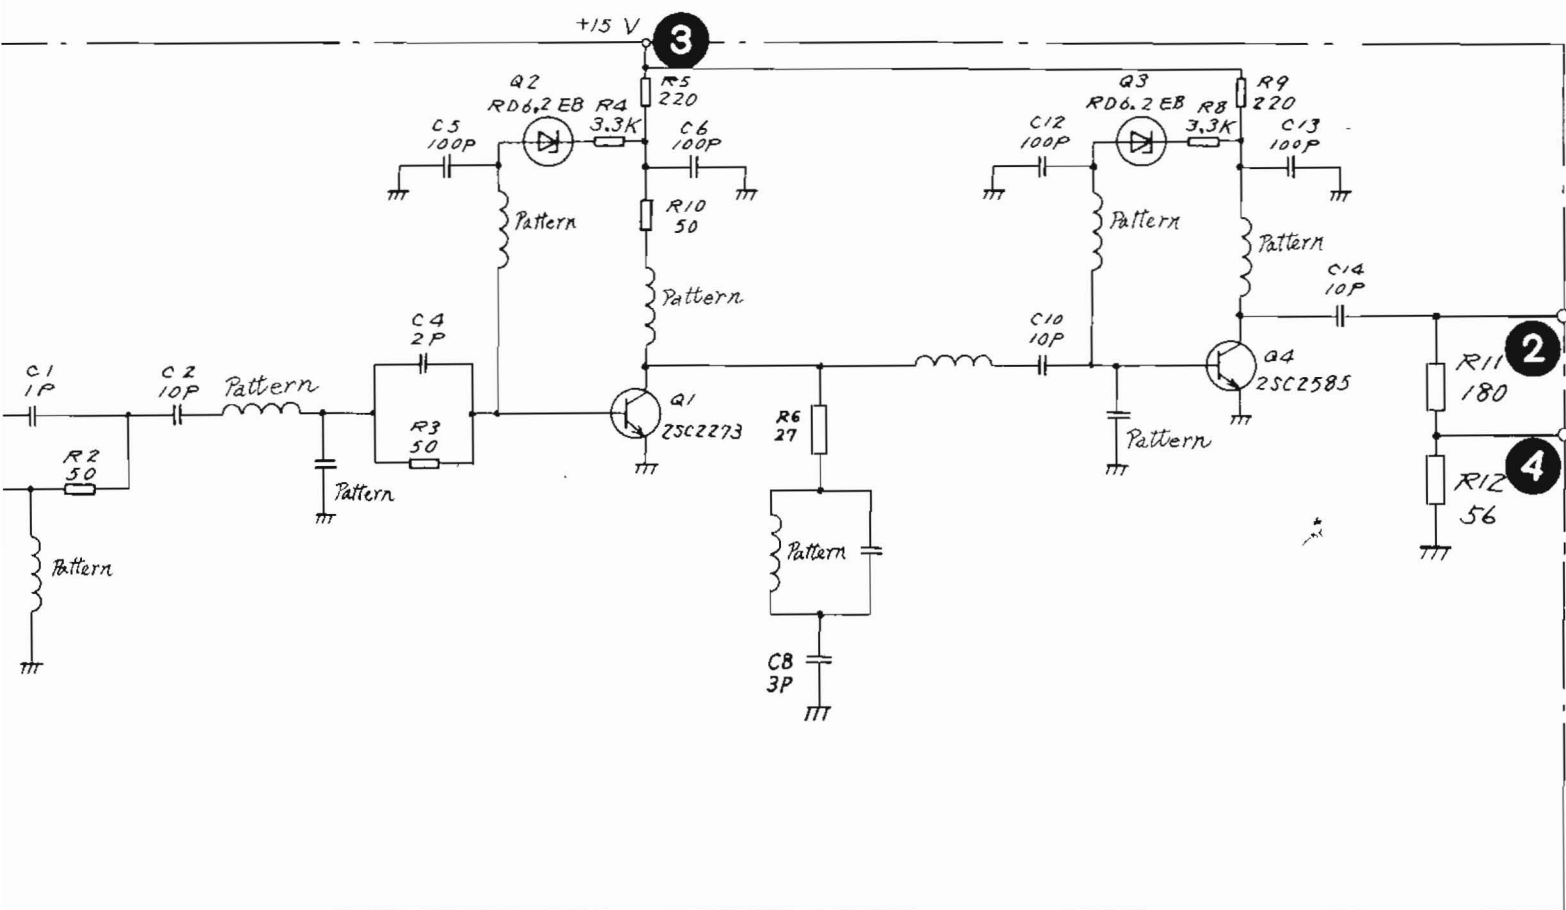 +15 V
3
Q2
RD6.2 EB
R4
3.3K
R5
220
C5
100P
C6
100P
R10
50
Pattern
Pattern
Q3
RD6.2 EB
R8
3.3K
R9
220
C12
100P
C13
100P
Pattern
Pattern
C14
10P
C1
1P
C2
10P
Pattern
C4
2P
R3
50
Q1
2SC2273
R6
27
C10
10P
Q4
2SC2585
2
R11
180
R2
50
Pattern
Pattern
4
R12
56
Pattern
Pattern
C8
3P